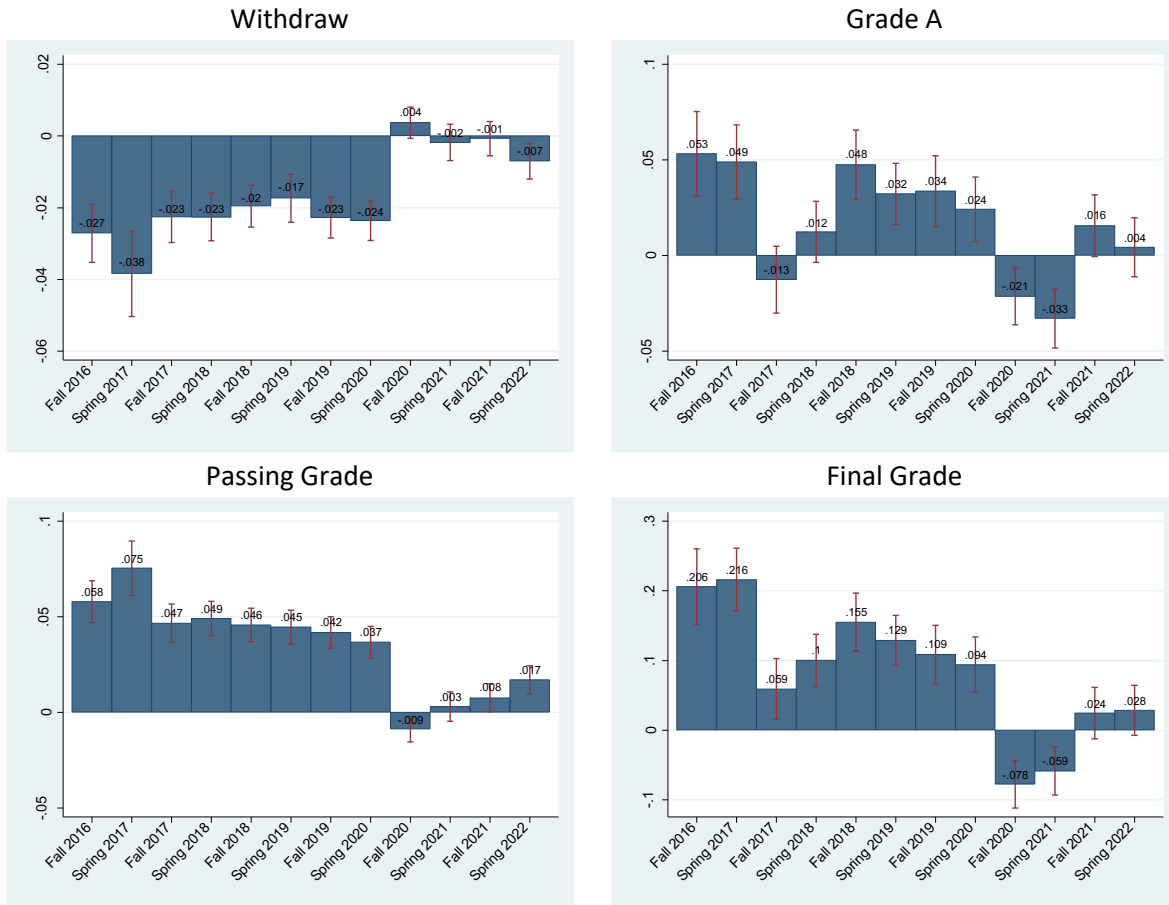 Withdraw
.02
0
-.02
-.04
-.06
-.027
-.038
-.023
-.023
-.02
-.017
-.023
-.024
.004
-.002
-.001
-.007
Fall 2016
Spring 2017
Fall 2017
Spring 2018
Fall 2018
Spring 2019
Fall 2019
Spring 2020
Fall 2020
Spring 2021
Fall 2021
Spring 2022
Grade A
.1
.05
0
-.05
.053
.049
-.013
.012
.048
.032
.034
.024
-.021
-.033
.016
.004
Fall 2016
Spring 2017
Fall 2017
Spring 2018
Fall 2018
Spring 2019
Fall 2019
Spring 2020
Fall 2020
Spring 2021
Fall 2021
Spring 2022
Passing Grade
.1
.05
0
-.05
.058
.075
.047
.049
.046
.045
.042
.037
-.009
.003
.008
.017
Fall 2016
Spring 2017
Fall 2017
Spring 2018
Fall 2018
Spring 2019
Fall 2019
Spring 2020
Fall 2020
Spring 2021
Fall 2021
Spring 2022
Final Grade
.3
.2
.1
0
-.1
.206
.216
.059
.1
.155
.129
.109
.094
-.078
-.059
.024
.028
Fall 2016
Spring 2017
Fall 2017
Spring 2018
Fall 2018
Spring 2019
Fall 2019
Spring 2020
Fall 2020
Spring 2021
Fall 2021
Spring 2022